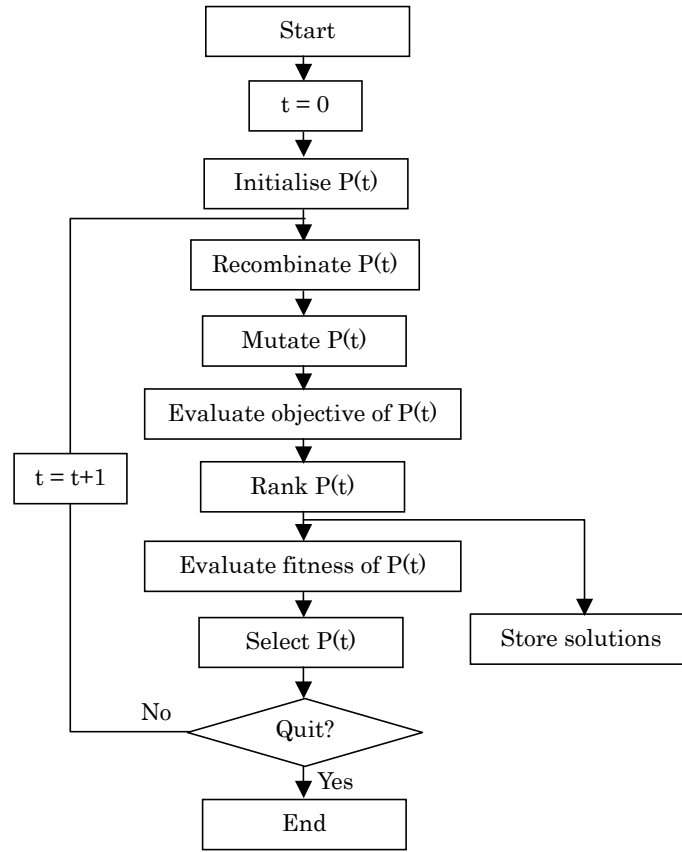 Start
t = 0
Initialise P(t)
Recombinate P(t)
Mutate P(t)
Evaluate objective of P(t)
t = t+1
Rank P(t)
Evaluate fitness of P(t)
Select P(t)
Store solutions
No
Quit?
Yes
End